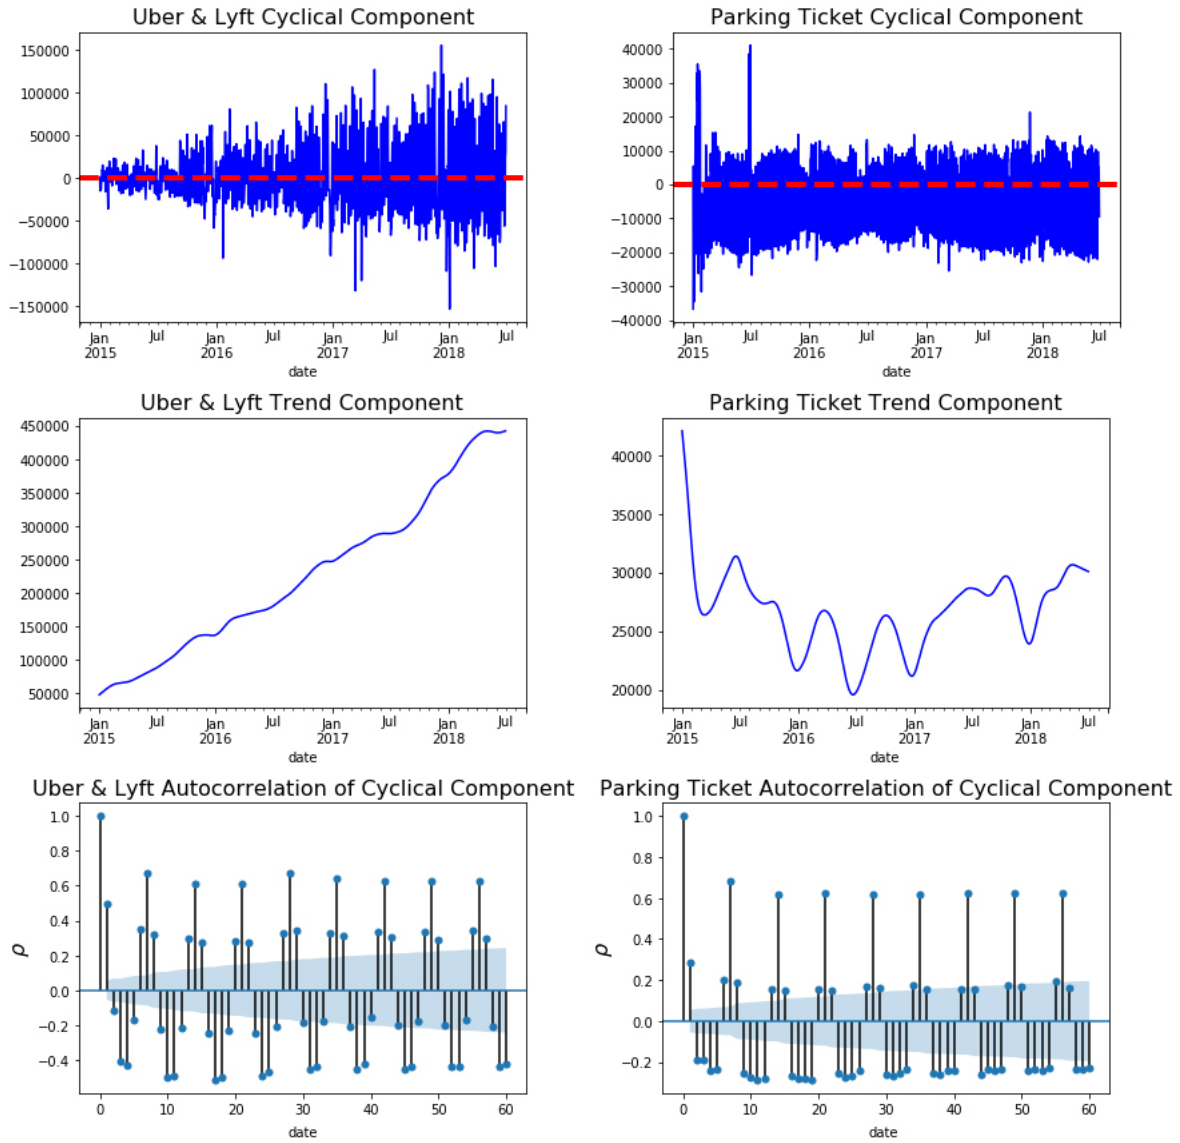 Uber & Lyft Cyclical Component
150000
100000
50000
0
−50000
−100000
−150000
Jan Jul Jan Jul Jan Jul Jan Jul
2015 2016 2017 2018
date
Parking Ticket Cyclical Component
40000
30000
20000
10000
0
−10000
−20000
−30000
−40000
Jan Jul Jan Jul Jan Jul Jan Jul
2015 2016 2017 2018
date
Uber & Lyft Trend Component
450000
400000
350000
300000
250000
200000
150000
100000
50000
Jan Jul Jan Jul Jan Jul Jan Jul
2015 2016 2017 2018
date
Parking Ticket Trend Component
40000
35000
30000
25000
20000
Jan Jul Jan Jul Jan Jul Jan Jul
2015 2016 2017 2018
date
Uber & Lyft Autocorrelation of Cyclical Component
1.0
0.8
0.6
0.4
0.2
0.0
−0.2
−0.4
ρ
0 10 20 30 40 50 60
date
Parking Ticket Autocorrelation of Cyclical Component
1.0
0.8
0.6
0.4
0.2
0.0
−0.2
ρ
0 10 20 30 40 50 60
date